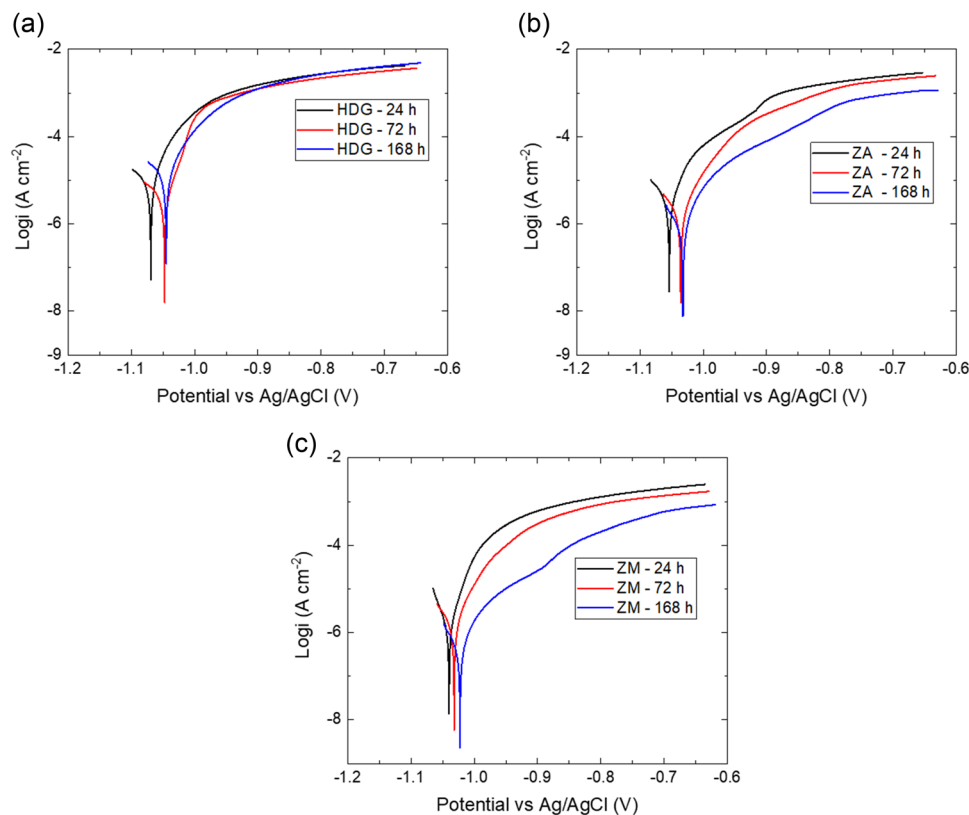 (a)
-2
-3
-4
-5
-6
-7
-8
-9
Logi (A cm⁻²)
HDG - 24 h
HDG - 72 h
HDG - 168 h
-1.2 -1.1 -1.0 -0.9 -0.8 -0.7 -0.6
Potential vs Ag/AgCl (V)
(b)
-2
-4
-6
-8
-9
Logi (A cm⁻²)
ZA - 24 h
ZA - 72 h
ZA - 168 h
-1.2 -1.1 -1.0 -0.9 -0.8 -0.7 -0.6
Potential vs Ag/AgCl (V)
(c)
-2
-4
-6
-8
Logi (A cm⁻²)
ZM - 24 h
ZM - 72 h
ZM - 168 h
-1.2 -1.1 -1.0 -0.9 -0.8 -0.7 -0.6
Potential vs Ag/AgCl (V)